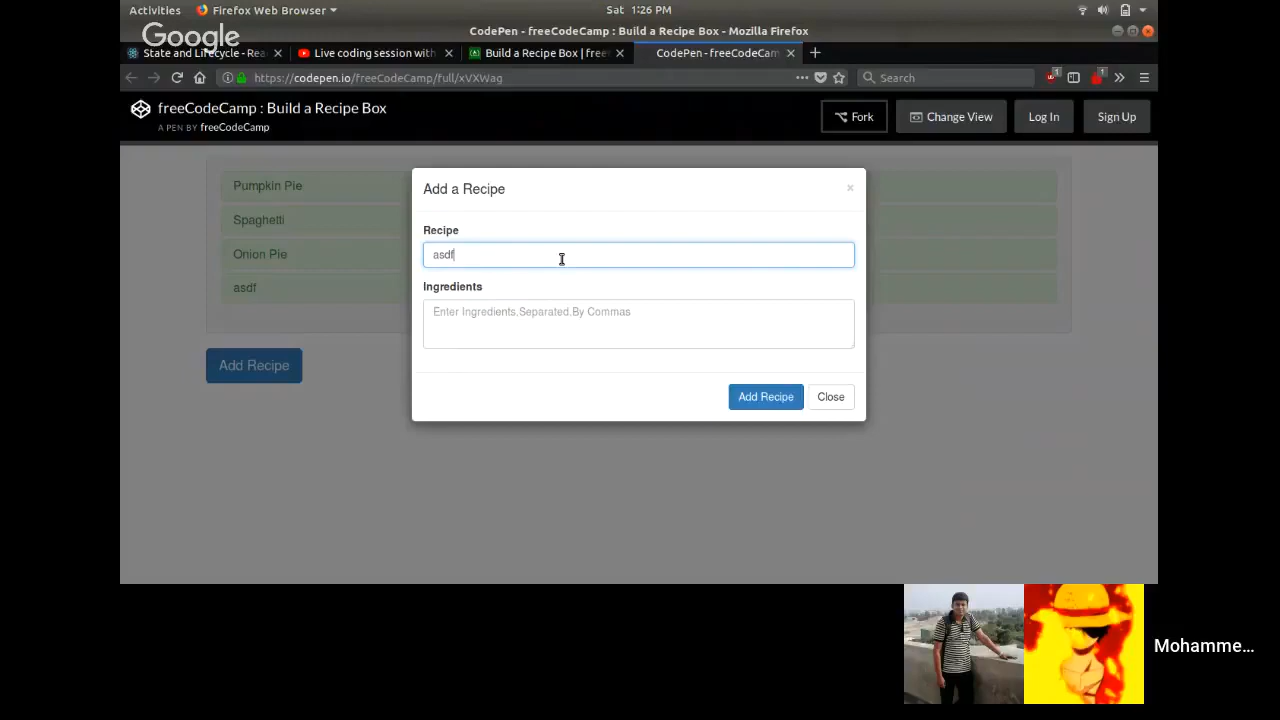 Activities
Firefox Web Browser
Sat 1:26 PM
Google
CodePen - freeCodeCamp : Build a Recipe Box - Mozilla Firefox
State and Lifecycle - Rea
Live coding session with
Build a Recipe Box | free
CodePen - freeCodeCam
https://codepen.io/freeCodeCamp/full/xVXWag
Search
1
1
freeCodeCamp : Build a Recipe Box
A PEN BY freeCodeCamp
Fork
Change View
Log In
Sign Up
Pumpkin Pie
Spaghetti
Onion Pie
asdf
Add Recipe
Add a Recipe
×
Recipe
asdf
Ingredients
Enter Ingredients,Separated,By Commas
Add Recipe
Close
Mohamme...